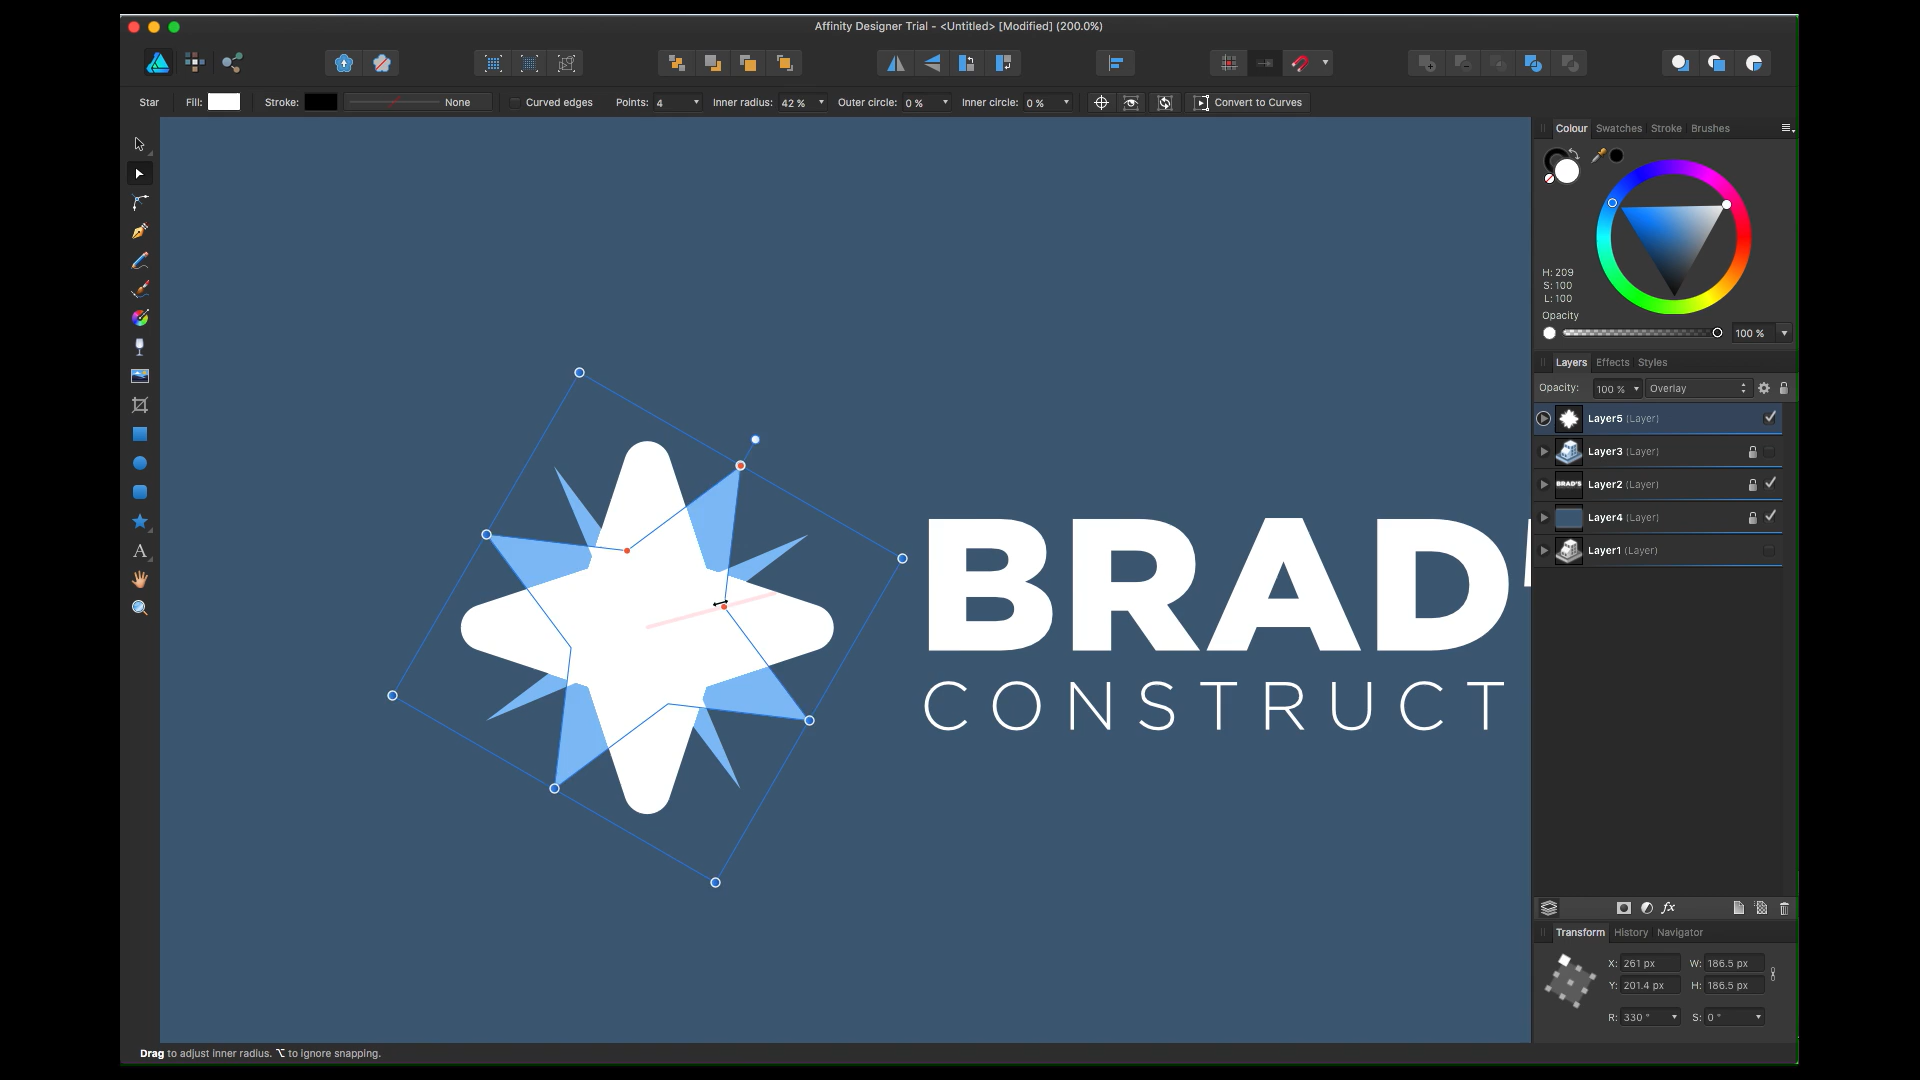 Affinity Designer Trial - <Untitled> [Modified] (200.0%)
Star Fill: Stroke: None Curved edges Points: 4 Inner radius: 42 % Outer circle: 0 % Inner circle: 0 % Convert to Curves
Colour Swatches Stroke Brushes
H: 209
S: 100
L: 100
Opacity
100 %
Layers Effects Styles
Opacity: 100 % Overlay
Layer5 (Layer)
Layer3 (Layer)
BRAD'S Layer2 (Layer)
Layer4 (Layer)
Layer1 (Layer)
BRAD'
CONSTRUCT
A
fx
Transform History Navigator
X: 261 px W: 186.5 px
Y: 201.4 px H: 186.5 px
R: 330 ° S: 0 °
Drag to adjust inner radius. ⌥ to ignore snapping.